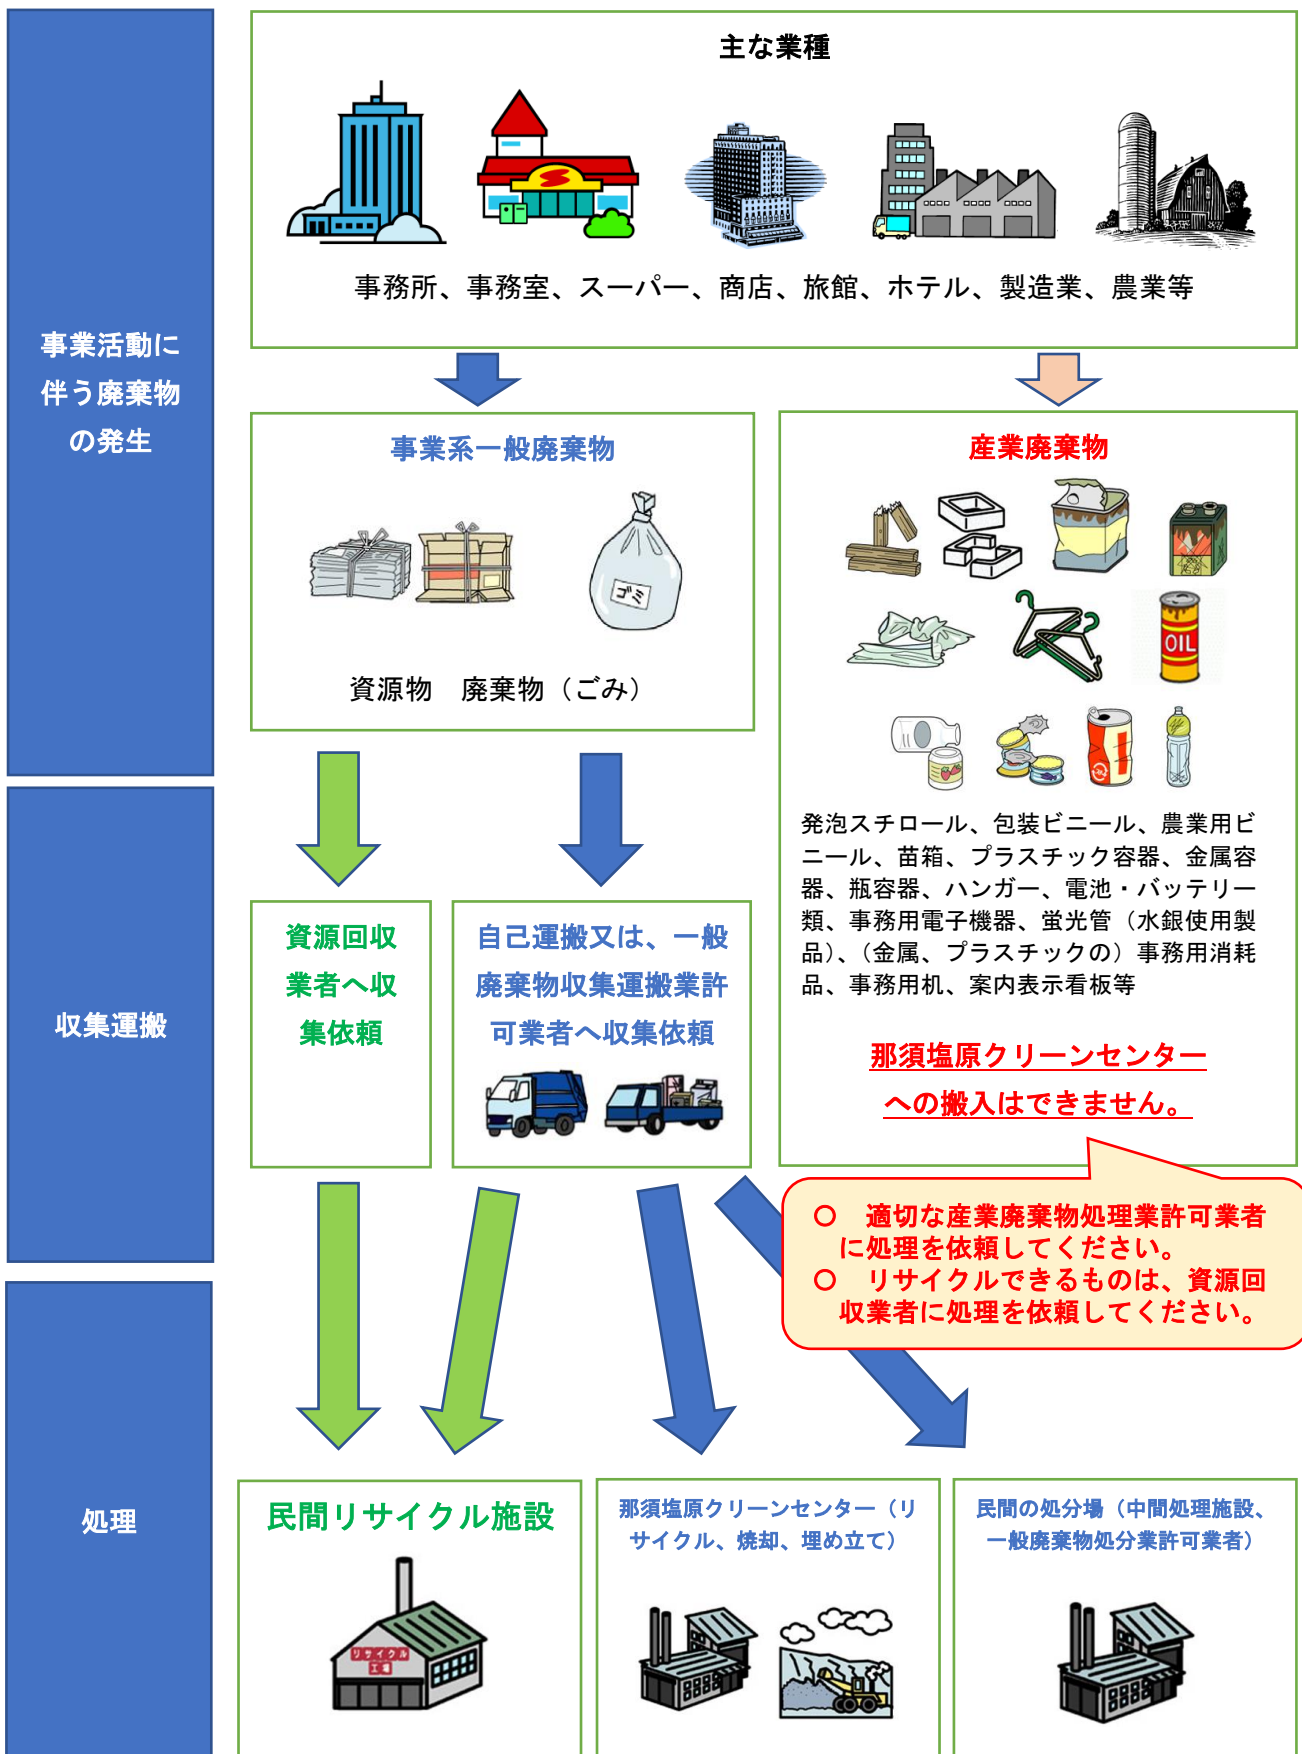 主な業種
事務所、事務室、スーパー、商店、旅館、ホテル、製造業、農業等
事業活動に
伴う廃棄物
の発生
事業系一般廃棄物
ゴミ
資源物　廃棄物（ごみ）
産業廃棄物
OIL
発泡スチロール、包装ビニール、農業用ビ
ニール、苗箱、プラスチック容器、金属容
器、瓶容器、ハンガー、電池・バッテリー
類、事務用電子機器、蛍光管（水銀使用製
品）、（金属、プラスチックの）事務用消耗
品、事務用机、案内表示看板等
那須塩原クリーンセンター
への搬入はできません。
収集運搬
資源回収
業者へ収
集依頼
自己運搬又は、一般
廃棄物収集運搬業許
可業者へ収集依頼
○　適切な産業廃棄物処理業許可業者
に処理を依頼してください。
○　リサイクルできるものは、資源回
収業者に処理を依頼してください。
処理
民間リサイクル施設
リサイクル
工場
那須塩原クリーンセンター（リ
サイクル、焼却、埋め立て）
民間の処分場（中間処理施設、
一般廃棄物処分業許可業者）